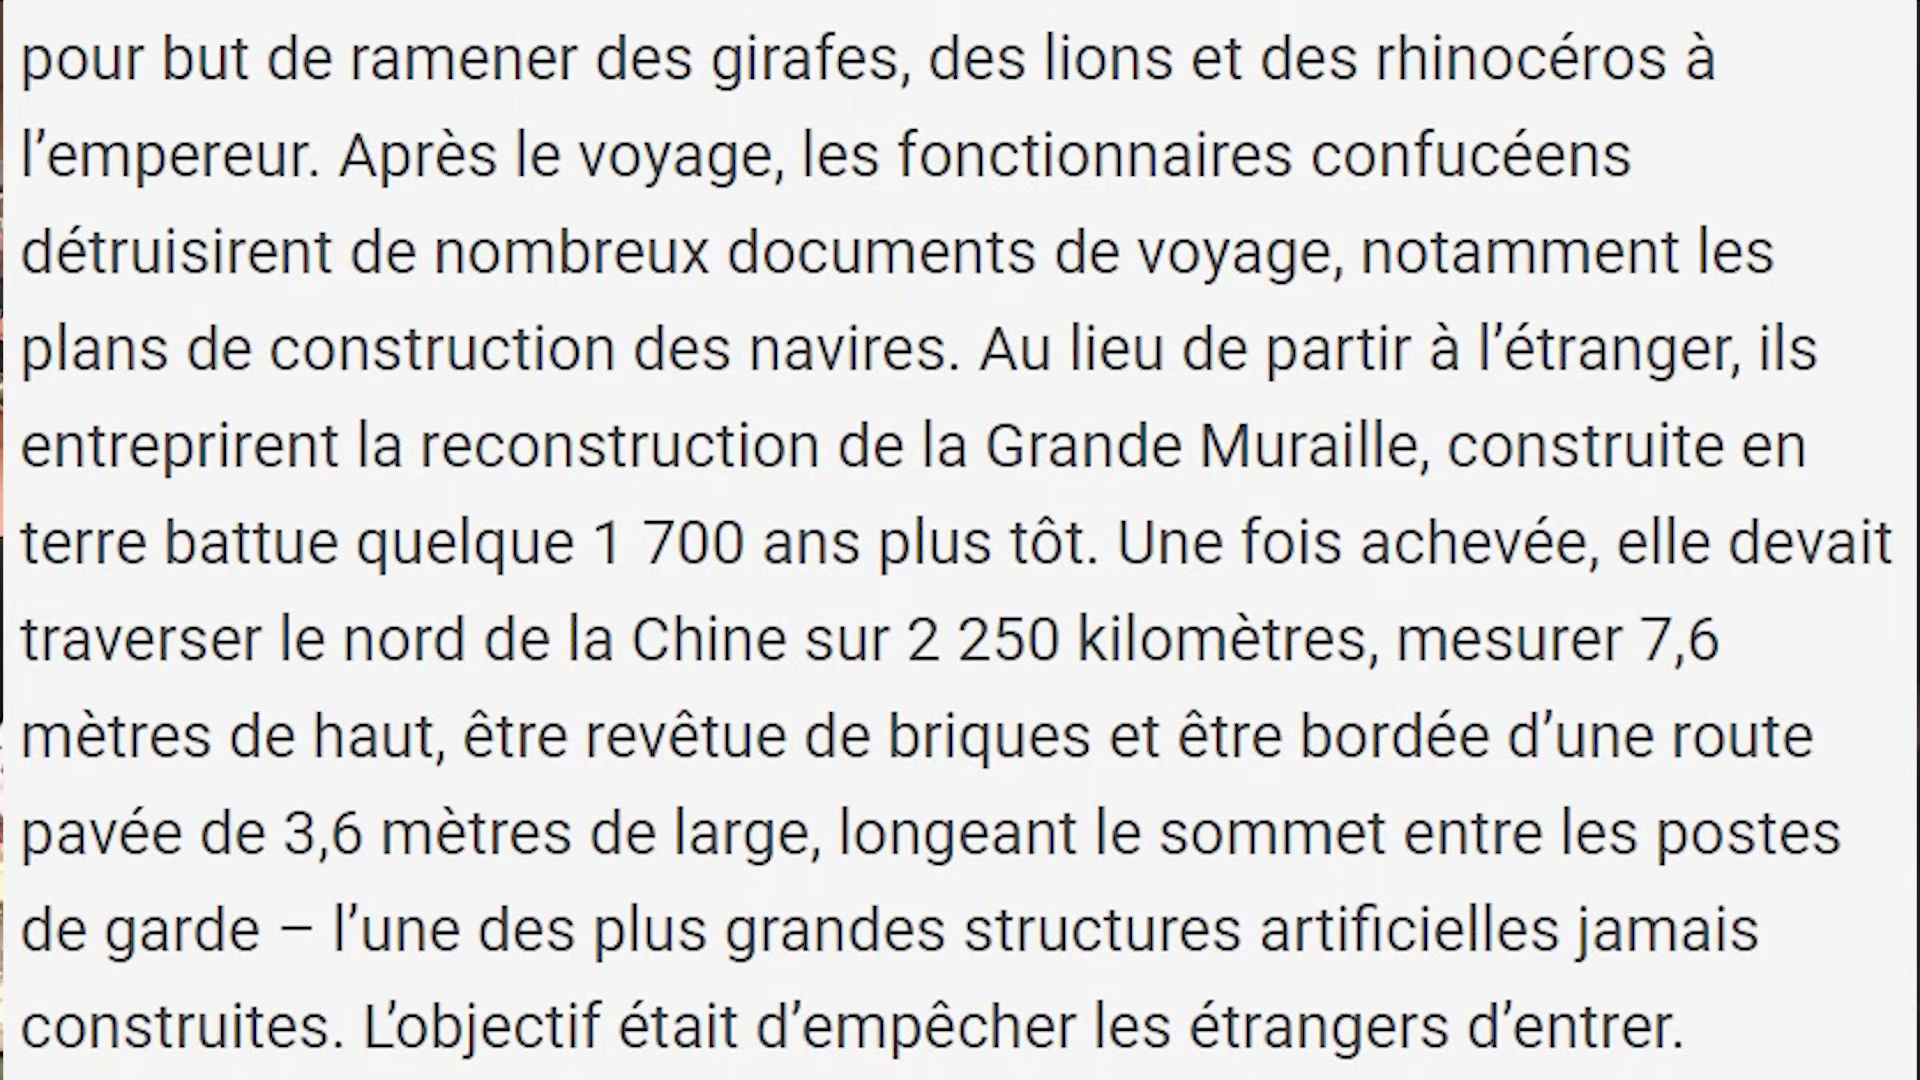 pour but de ramener des girafes, des lions et des rhinocéros à
l’empereur. Après le voyage, les fonctionnaires confucéens
détruisirent de nombreux documents de voyage, notamment les
plans de construction des navires. Au lieu de partir à l’étranger, ils
entreprirent la reconstruction de la Grande Muraille, construite en
terre battue quelque 1 700 ans plus tôt. Une fois achevée, elle devait
traverser le nord de la Chine sur 2 250 kilomètres, mesurer 7,6
mètres de haut, être revêtue de briques et être bordée d’une route
pavée de 3,6 mètres de large, longeant le sommet entre les postes
de garde – l’une des plus grandes structures artificielles jamais
construites. L’objectif était d’empêcher les étrangers d’entrer.